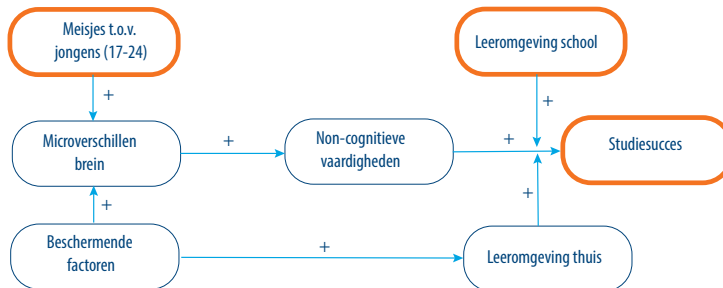 Meisjes t.o.v.
jongens (17-24)
Leeromgeving school
+
+
Microverschillen
brein
+
Non-cognitieve
vaardigheden
+
Studiesucces
+
+
Beschermende
factoren
+
Leeromgeving thuis